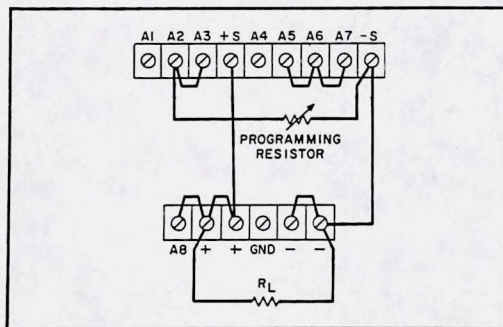 A1 A2 A3 +S A4 A5 A6 A7 -S
PROGRAMMING
RESISTOR
A8 + + GND - -
RL